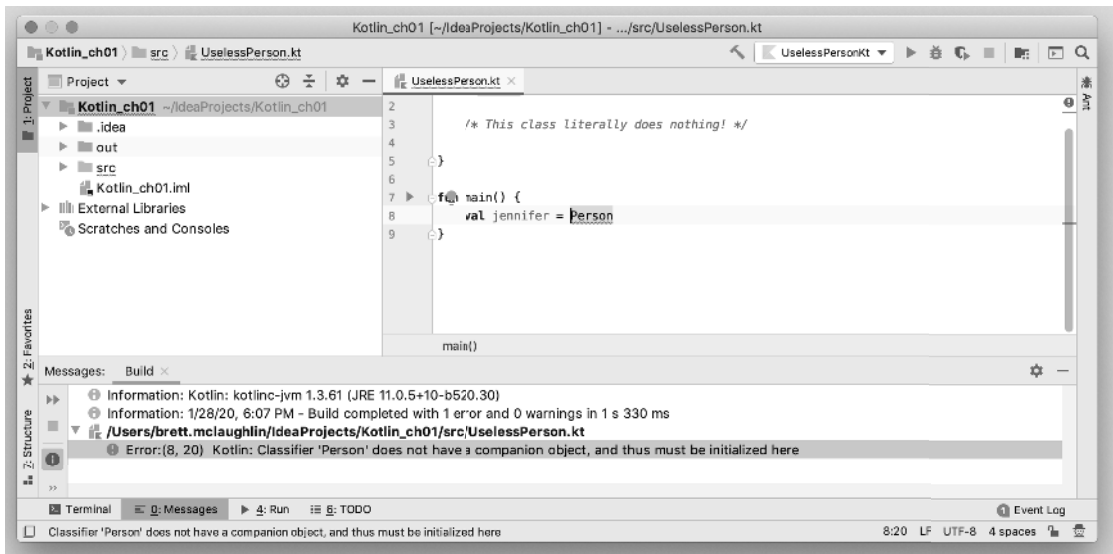 Kotlin_ch01 [~/IdeaProjects/Kotlin_ch01] - .../src/UselessPerson.kt
Kotlin_ch01 src UselessPerson.kt
UselessPersonKt
1: Project
Project
UselessPerson.kt
Ant
Kotlin_ch01 ~/IdeaProjects/Kotlin_ch01
.idea
out
src
Kotlin_ch01.iml
External Libraries
Scratches and Consoles
2
3 /* This class literally does nothing! */
4
5 }
6
7 fun main() {
8 val jennifer = Person
9 }
main()
2: Favorites
7: Structure
Messages: Build
Information: Kotlin: kotlinc-jvm 1.3.61 (JRE 11.0.5+10-b520.30)
Information: 1/28/20, 6:07 PM - Build completed with 1 error and 0 warnings in 1 s 330 ms
/Users/brett.mclaughlin/IdeaProjects/Kotlin_ch01/src/UselessPerson.kt
Error:(8, 20) Kotlin: Classifier 'Person' does not have a companion object, and thus must be initialized here
>>
Terminal 0: Messages 4: Run 6: TODO
1 Event Log
Classifier 'Person' does not have a companion object, and thus must be initialized here
8:20 LF UTF-8 4 spaces